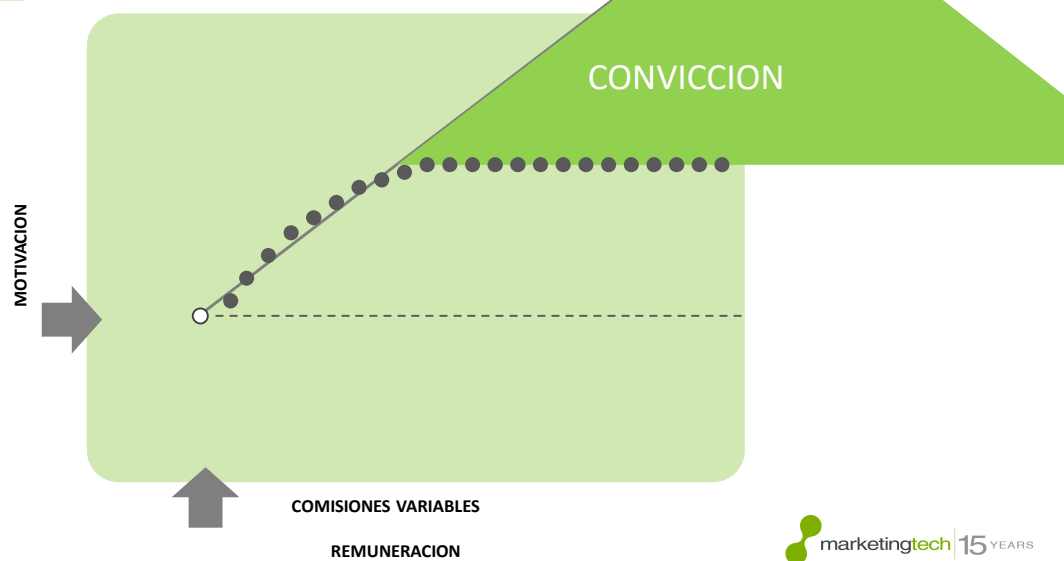 CONVICCION
MOTIVACION
COMISIONES VARIABLES
REMUNERACION
marketingtech 15 YEARS